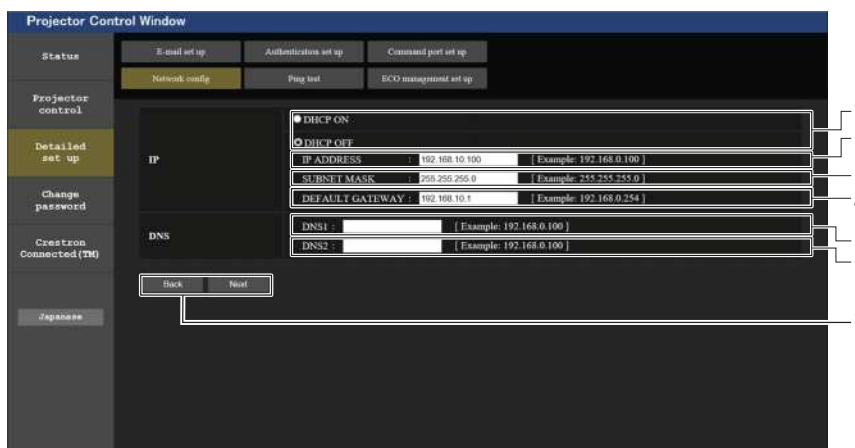 Projector Control Window
Status
Projector
control
Detailed
set up
Change
password
Crestron
Connected(TM)
Japanese
E-mail set up
Authentication set up
Command port set up
Network config
Ping test
ECO management set up
IP
DHCP ON
DHCP OFF
IP ADDRESS : 192.168.10.100 [ Example: 192.168.0.100 ]
SUBNET MASK : 255.255.255.0 [ Example: 255.255.255.0 ]
DEFAULT GATEWAY : 192.168.10.1 [ Example: 192.168.0.254 ]
DNS
DNS1 : [ Example: 192.168.0.100 ]
DNS2 : [ Example: 192.168.0.100 ]
Back
Next